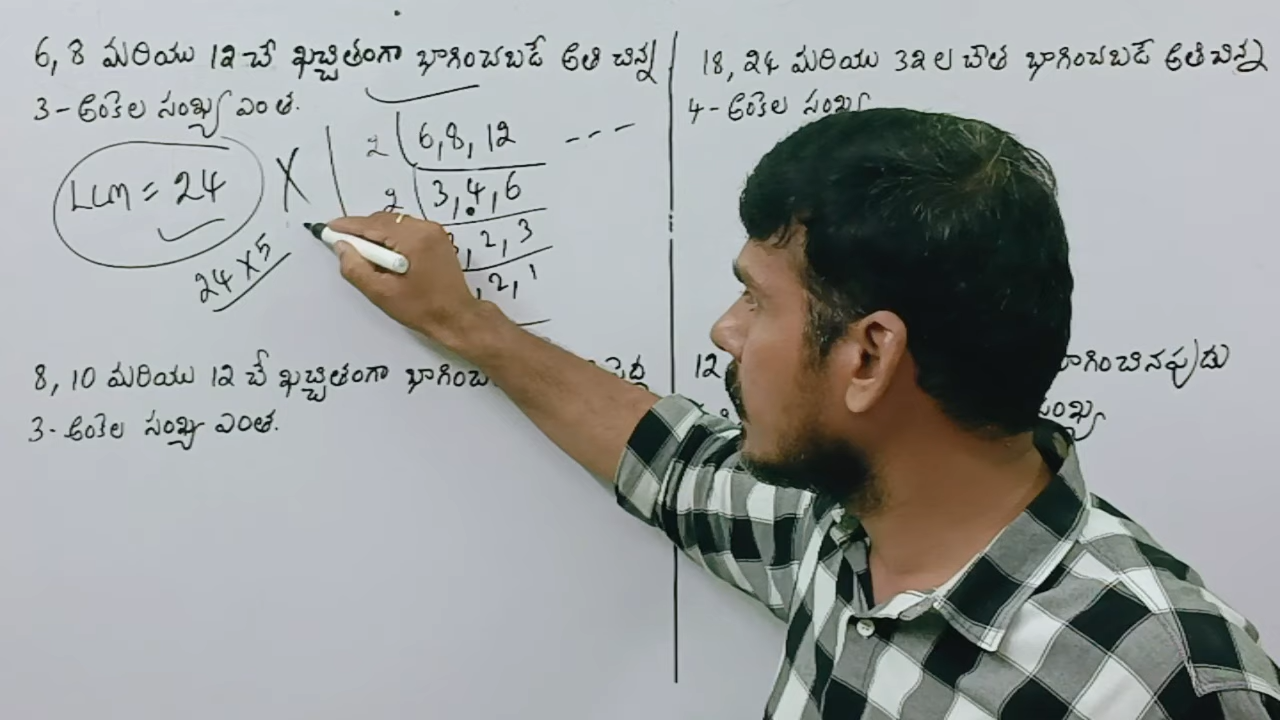 6, 8 మరియు 12 చే ఖచ్చితంగా భాగించబడే అతి చిన్న
3 - అంకెల సంఖ్య ఎంత.
2 6, 8, 12 ---
LCM = 24 X
2 3, 4, 6
3, 2, 3
24 X 5
, 2, 1
8, 10 మరియు 12 చే ఖచ్చితంగా భాగించ
3 - అంకెల సంఖ్య ఎంత.
18, 24 మరియు 32 ల చేత భాగించబడే అతిచిన్న
4 - అంకెల సంఖ్య
12 భాగించినపుడు
సంఖ్య